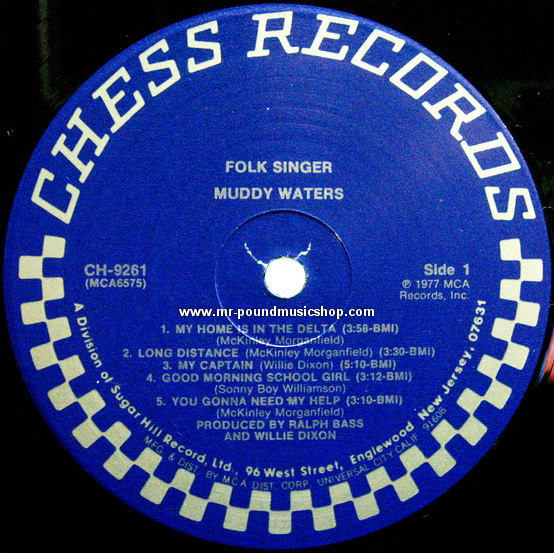 CHESS RECORDS
FOLK SINGER
MUDDY WATERS
CH-9261
(MCA6575)
Side 1
℗ 1977 MCA
Records, Inc.
www.mr-poundmusicshop.com
1. MY HOME IS IN THE DELTA (3:58-BMI)
(McKinley Morganfield)
2. LONG DISTANCE (McKinley Morganfield) (3:30-BMI)
3. MY CAPTAIN (Willie Dixon) (5:10-BMI)
4. GOOD MORNING SCHOOL GIRL (3:12-BMI)
(Sonny Boy Williamson)
5. YOU GONNA NEED MY HELP (3:10-BMI)
(McKinley Morganfield)
PRODUCED BY RALPH BASS
AND WILLIE DIXON
A Division of Sugar Hill Record, Ltd., 96 West Street, Englewood New Jersey, 07631
MFG. & DIST. BY MCA DIST. CORP. UNIVERSAL CITY CALIF. 91608